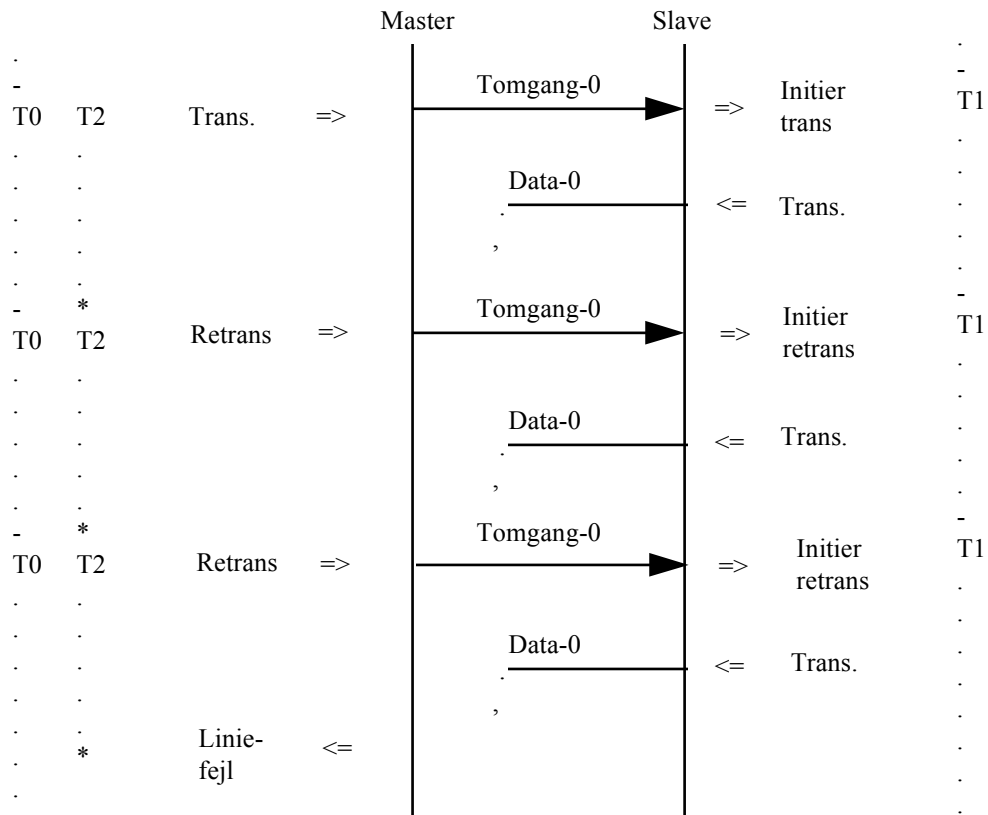 Master Slave
Tomgang-0
T0 T2 Trans. => => Initier T1
trans
Data-0
<= Trans.
*
Tomgang-0
T0 T2 Retrans => => Initier T1
retrans
Data-0
<= Trans.
*
Tomgang-0
T0 T2 Retrans => => Initier T1
retrans
Data-0
<= Trans.
* Linie- <=
fejl